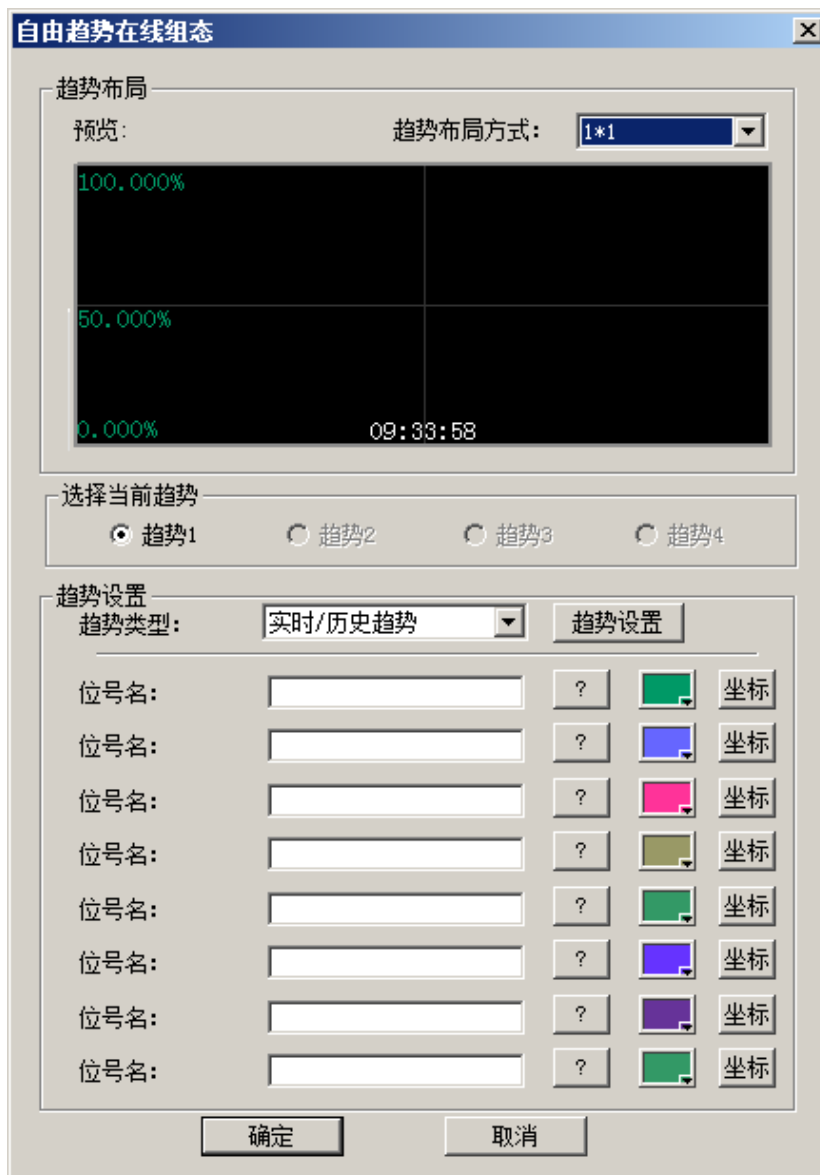 自由趋势在线组态
趋势布局
预览: 趋势布局方式: 1*1
100.000%
50.000%
0.000% 09:33:58
选择当前趋势
趋势1 趋势2 趋势3 趋势4
趋势设置
趋势类型: 实时/历史趋势 趋势设置
位号名: ? 坐标
位号名: ? 坐标
位号名: ? 坐标
位号名: ? 坐标
位号名: ? 坐标
位号名: ? 坐标
位号名: ? 坐标
位号名: ? 坐标
确定 取消